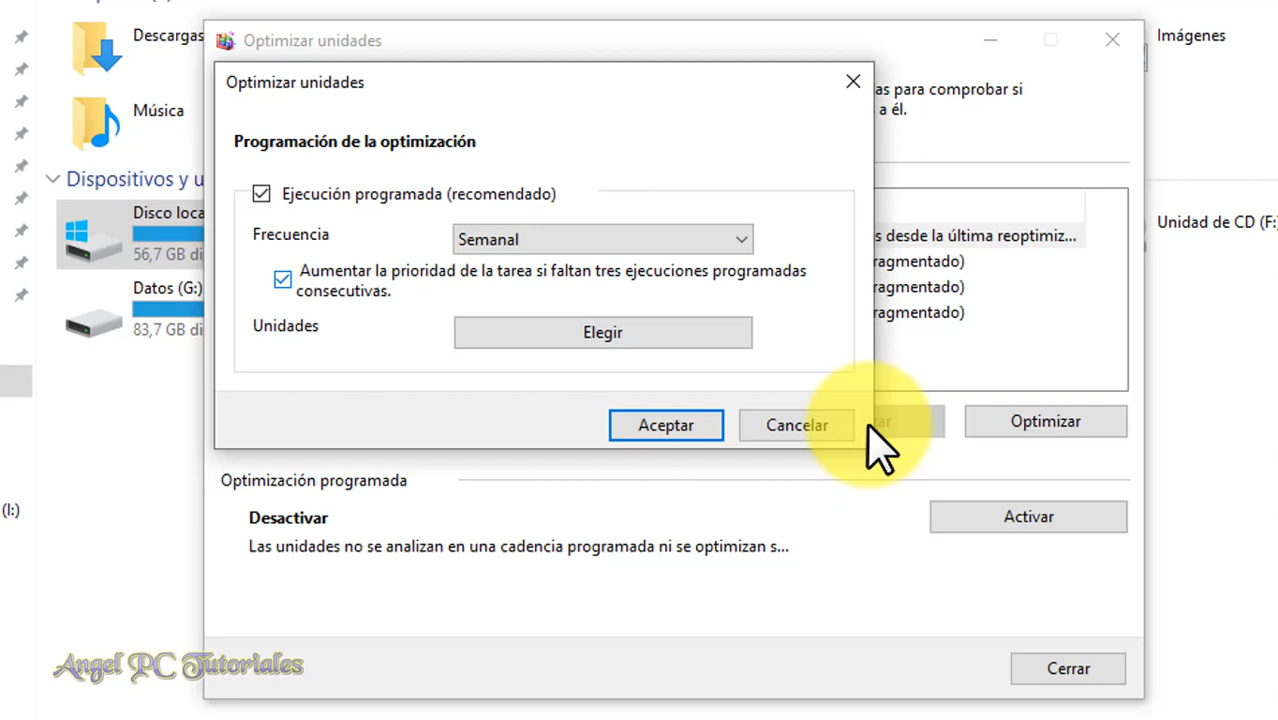 Descargas
Música
Dispositivos y u
Disco loca
56,7 GB di
Datos (G:)
83,7 GB di
(I:)
Optimizar unidades
Optimizar unidades
Programación de la optimización
Ejecución programada (recomendado)
Frecuencia
Semanal
Aumentar la prioridad de la tarea si faltan tres ejecuciones programadas
consecutivas.
Unidades
Elegir
Aceptar
Cancelar
as para comprobar si
a él.
s desde la última reoptimiz...
ragmentado)
ragmentado)
ragmentado)
Optimizar
Optimización programada
Desactivar
Las unidades no se analizan en una cadencia programada ni se optimizan s...
Activar
Cerrar
Imágenes
Unidad de CD (F:)
Angel PC Tutoriales